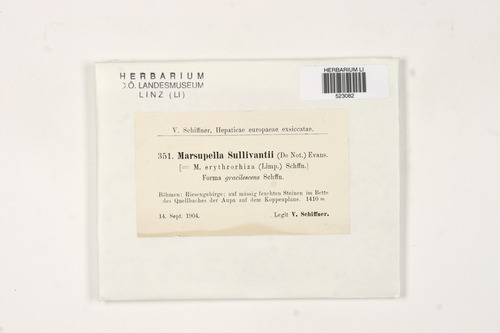 HERBARIUM
OÖ. LANDESMUSEUM
LINZ (LI)
HERBARIUM LI
523082
V. Schiffner, Hepaticae europaeae exsiccatae.
351. Marsupella Sullivantii (De Not.) Evans.
[= M. erythrorhiza (Limp.) Schffn.]
Forma gracilescens Schffn.
Böhmen: Riesengebirge; auf mässig feuchten Steinen im Bette
des Quellbaches der Aupa auf dem Koppenplane. 1410 m
14. Sept. 1904.
Legit V. Schiffner.